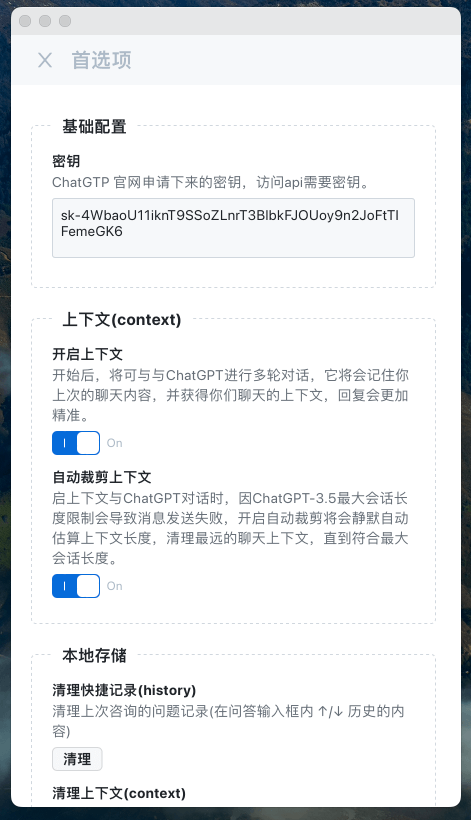 首选项
基础配置
密钥
ChatGTP 官网申请下来的密钥，访问api需要密钥。
sk-4WbaoU11iknT9SSoZLnrT3BlbkFJOUoy9n2JoFtTI
FemeGK6
上下文(context)
开启上下文
开始后，将可与与ChatGPT进行多轮对话，它将会记住你
上次的聊天内容，并获得你们聊天的上下文，回复会更加
精准。
On
自动裁剪上下文
启上下文与ChatGPT对话时，因ChatGPT-3.5最大会话长
度限制会导致消息发送失败，开启自动裁剪将会静默自动
估算上下文长度，清理最远的聊天上下文，直到符合最大
会话长度。
On
本地存储
清理快捷记录(history)
清理上次咨询的问题记录(在问答输入框内 ↑/↓ 历史的内
容)
清理
清理上下文(context)